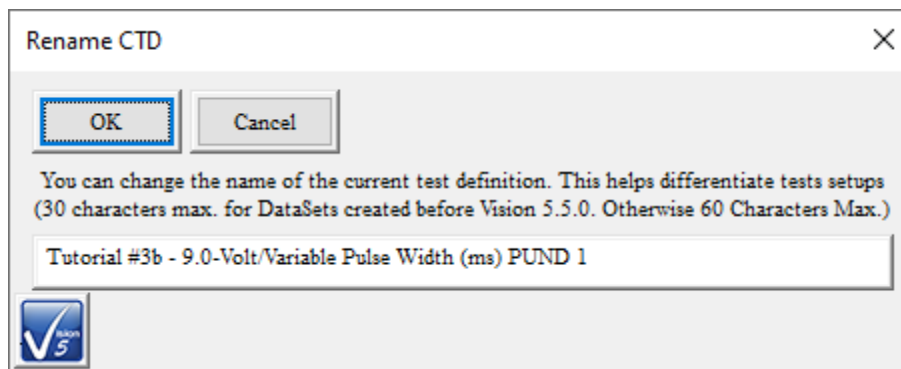 Rename CTD
OK Cancel
You can change the name of the current test definition. This helps differentiate tests setups
(30 characters max. for DataSets created before Vision 5.5.0. Otherwise 60 Characters Max.)
Tutorial #3b - 9.0-Volt/Variable Pulse Width (ms) PUND 1
Vision
5